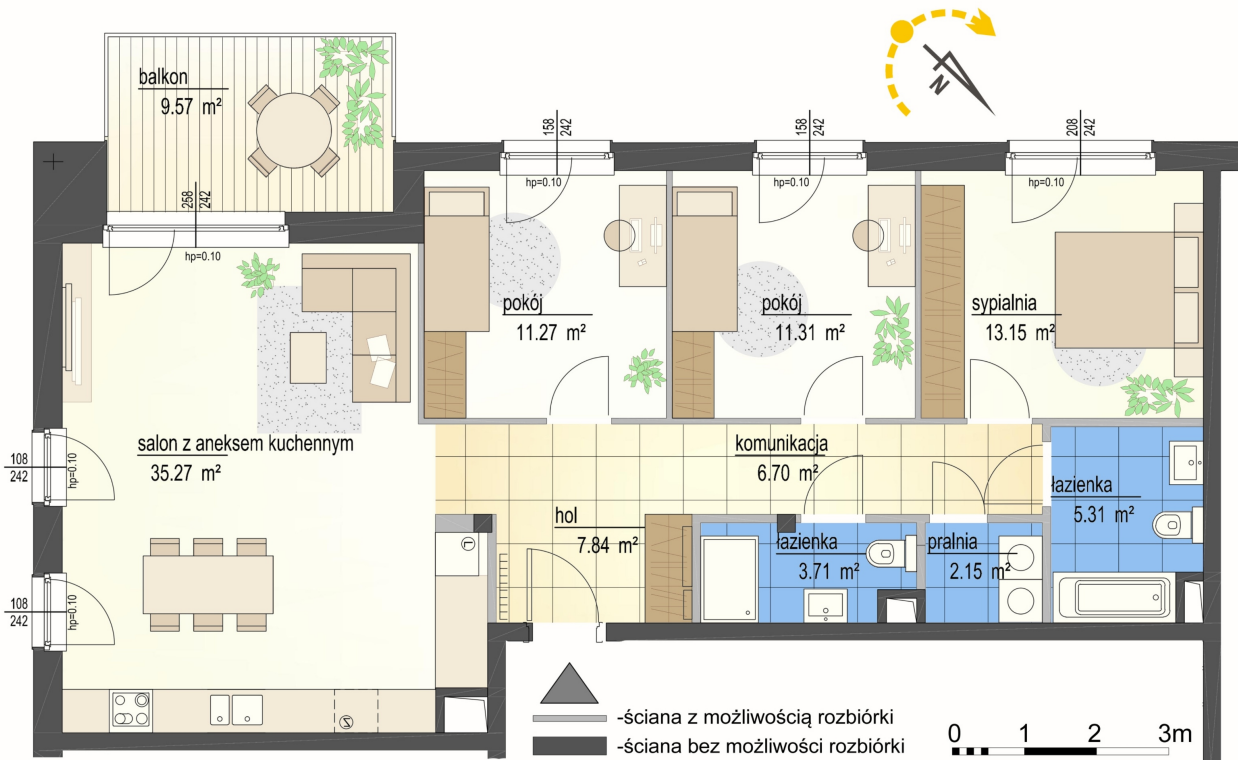 N
balkon
9.57 m²
158
242
158
242
208
242
258
242
hp=0.10
hp=0.10
hp=0.10
hp=0.10
pokój
11.27 m²
pokój
11.31 m²
sypialnia
13.15 m²
salon z aneksem kuchennym
35.27 m²
108
242
hp=0.10
komunikacja
6.70 m²
hol
7.84 m²
łazienka
5.31 m²
łazienka
3.71 m²
pralnia
2.15 m²
L
108
242
hp=0.10
Z
-ściana z możliwością rozbiórki
-ściana bez możliwości rozbiórki
0 1 2 3m